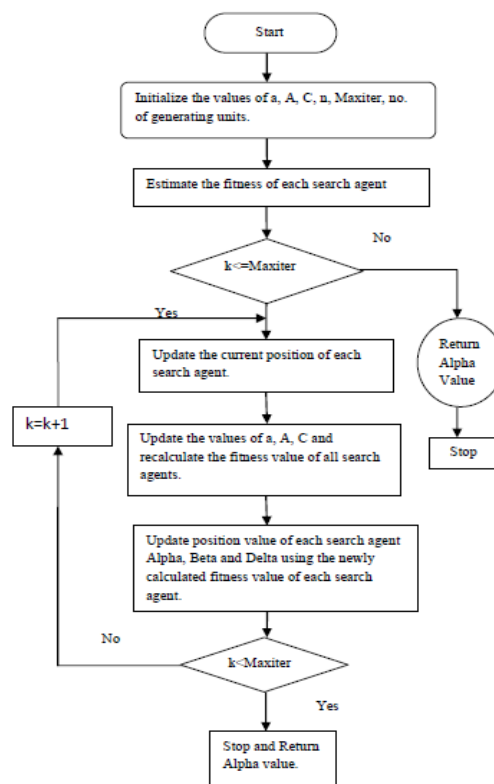 Start
Initialize the values of a, A, C, n, Maxiter, no.
of generating units.
Estimate the fitness of each search agent
No
k<=Maxiter
Yes
Return
Alpha
Value
Update the current position of each
search agent.
k=k+1
Stop
Update the values of a, A, C and
recalculate the fitness value of all search
agents.
Update position value of each search agent
Alpha, Beta and Delta using the newly
calculated fitness value of each search
agent.
No
k<Maxiter
Yes
Stop and Return
Alpha value.